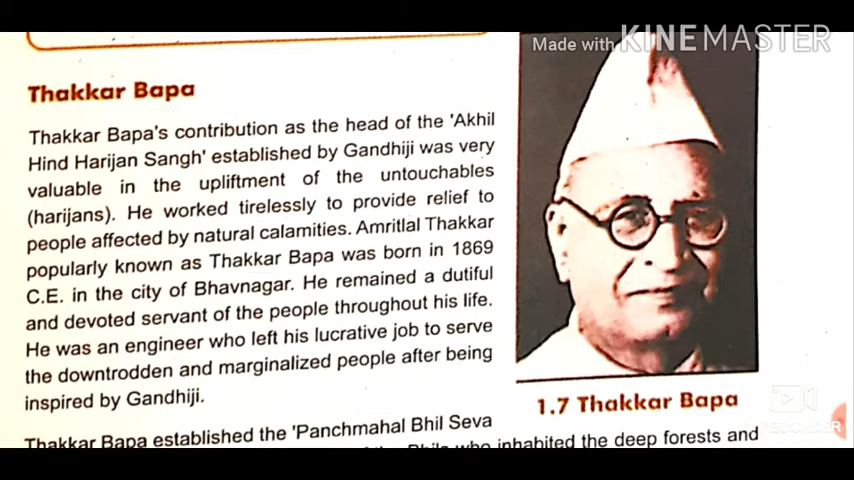 Made with KINEMASTER
Thakkar Bapa
Thakkar Bapa's contribution as the head of the 'Akhil
Hind Harijan Sangh' established by Gandhiji was very
valuable in the upliftment of the untouchables
(harijans). He worked tirelessly to provide relief to
people affected by natural calamities. Amritlal Thakkar
popularly known as Thakkar Bapa was born in 1869
C.E. in the city of Bhavnagar. He remained a dutiful
and devoted servant of the people throughout his life.
He was an engineer who left his lucrative job to serve
the downtrodden and marginalized people after being
inspired by Gandhiji.
1.7 Thakkar Bapa
RECORDER
Thakkar Bapa established the 'Panchmahal Bhil Seva
the Bhils who inhabited the deep forests and